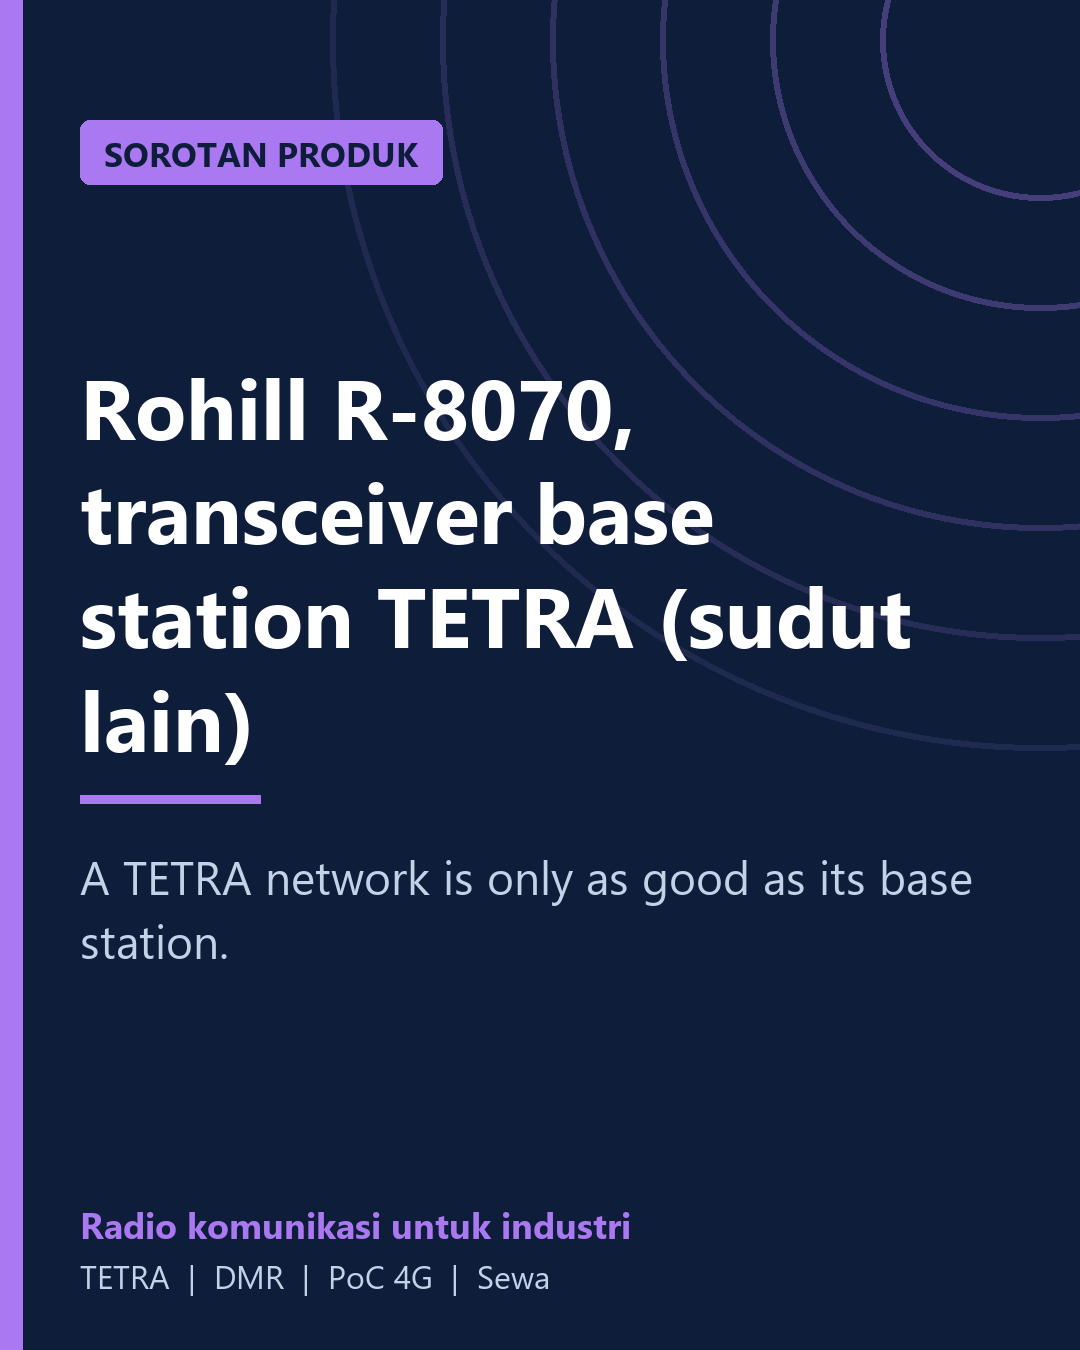 SOROTAN PRODUK
Rohill R-8070,
transceiver base
station TETRA (sudut
lain)
A TETRA network is only as good as its base
station.
Radio komunikasi untuk industri
TETRA | DMR | PoC 4G | Sewa